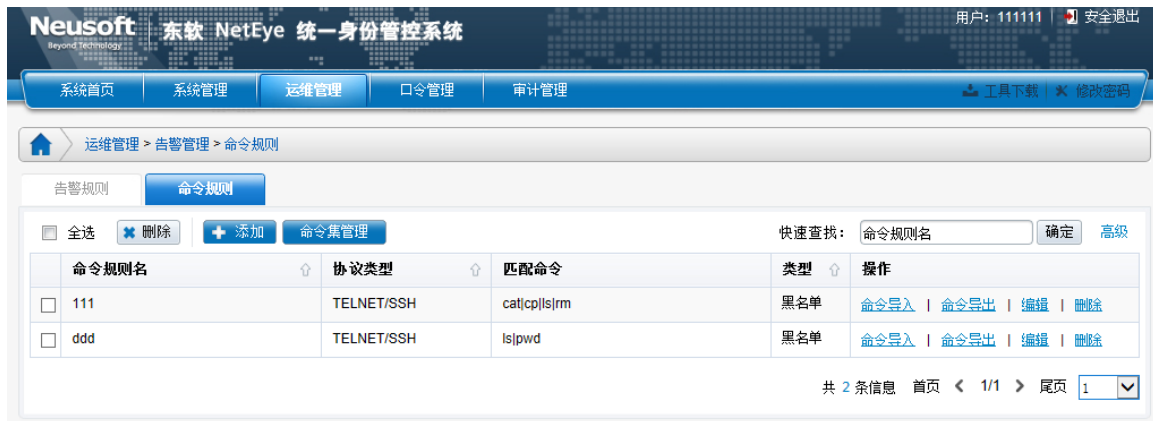 Neusoft 东软 NetEye 统一身份管控系统 用户: 111111 | 安全退出
Beyond Technology
系统首页 系统管理 运维管理 口令管理 审计管理 工具下载 | 修改密码
运维管理 > 告警管理 > 命令规则
告警规则 命令规则
全选 删除 添加 命令集管理 快速查找: 命令规则名 确定 高级
命令规则名 协议类型 匹配命令 类型 操作
111 TELNET/SSH cat|cp|ls|rm 黑名单 命令导入 | 命令导出 | 编辑 | 删除
ddd TELNET/SSH ls|pwd 黑名单 命令导入 | 命令导出 | 编辑 | 删除
共 2 条信息 首页 1/1 尾页 1